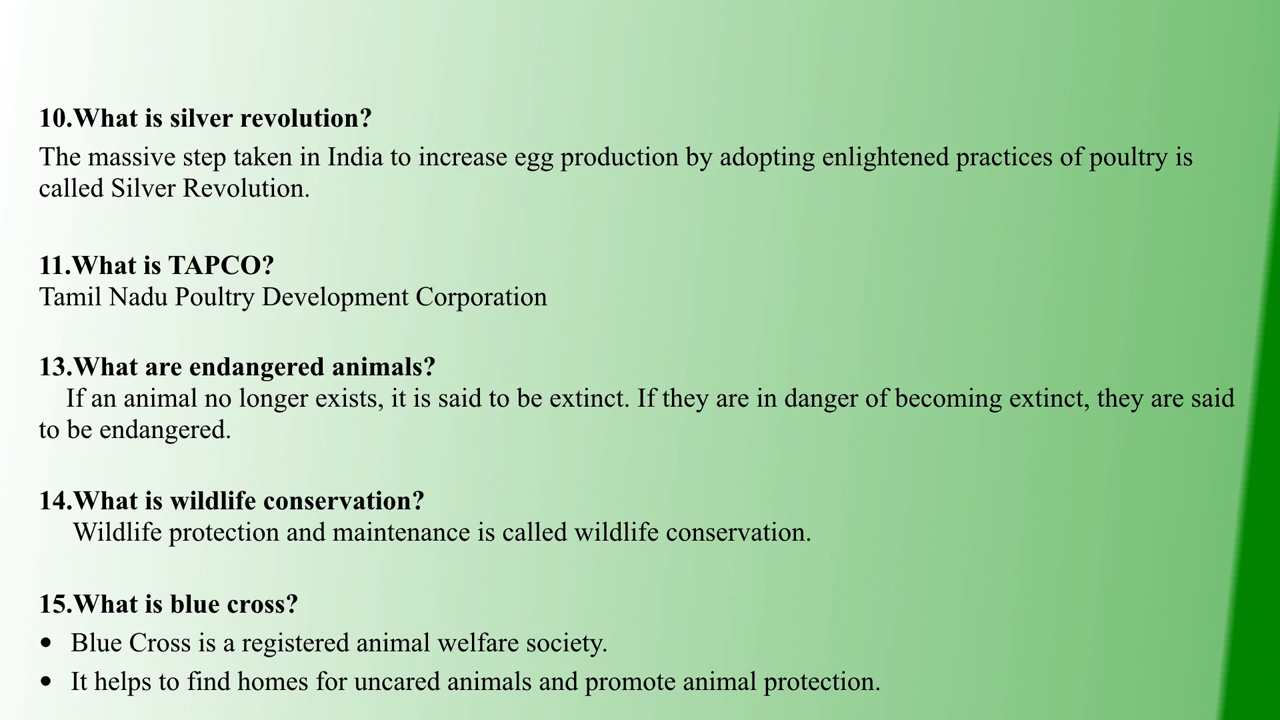 10.What is silver revolution?
The massive step taken in India to increase egg production by adopting enlightened practices of poultry is
called Silver Revolution.
11.What is TAPCO?
Tamil Nadu Poultry Development Corporation
13.What are endangered animals?
If an animal no longer exists, it is said to be extinct. If they are in danger of becoming extinct, they are said
to be endangered.
14.What is wildlife conservation?
Wildlife protection and maintenance is called wildlife conservation.
15.What is blue cross?
• Blue Cross is a registered animal welfare society.
• It helps to find homes for uncared animals and promote animal protection.